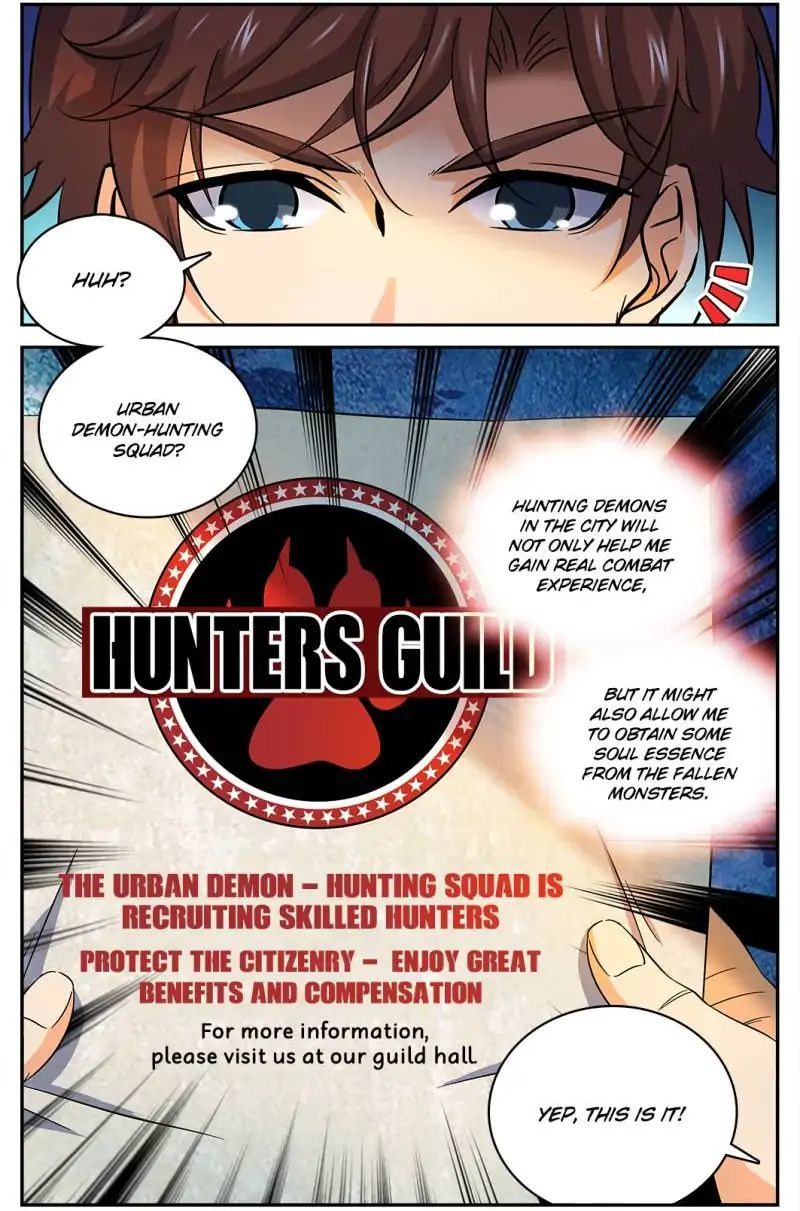 HUH?
URBAN
DEMON-HUNTING
SQUAD?
HUNTING DEMONS
IN THE CITY WILL
NOT ONLY HELP ME
GAIN REAL COMBAT
EXPERIENCE,
HUNTERS GUILD
BUT IT MIGHT
ALSO ALLOW ME
TO OBTAIN SOME
SOUL ESSENCE
FROM THE FALLEN
MONSTERS.
THE URBAN DEMON – HUNTING SQUAD IS
RECRUITING SKILLED HUNTERS
PROTECT THE CITIZENRY – ENJOY GREAT
BENEFITS AND COMPENSATION
For more information,
please visit us at our guild hall.
YEP, THIS IS IT!